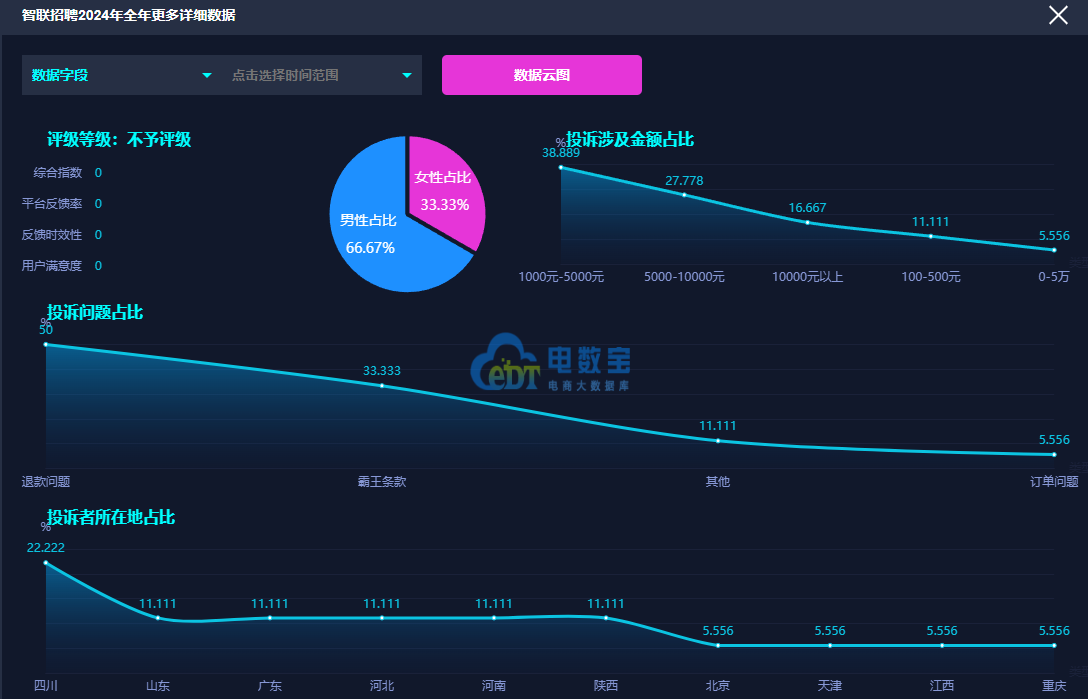 智联招聘2024年全年更多详细数据
数据字段
点击选择时间范围
数据云图
评级等级：不予评级
综合指数 0
平台反馈率 0
反馈时效性 0
用户满意度 0
女性占比
33.33%
男性占比
66.67%
投诉涉及金额占比
%
38.889
27.778
16.667
11.111
5.556
1000元-5000元
5000-10000元
10000元以上
100-500元
0-5万
投诉问题占比
%
50
33.333
11.111
5.556
退款问题
霸王条款
其他
订单问题
eDT 电数宝
电商大数据库
投诉者所在地占比
%
22.222
11.111
11.111
11.111
11.111
11.111
5.556
5.556
5.556
5.556
四川
山东
广东
河北
河南
陕西
北京
天津
江西
重庆